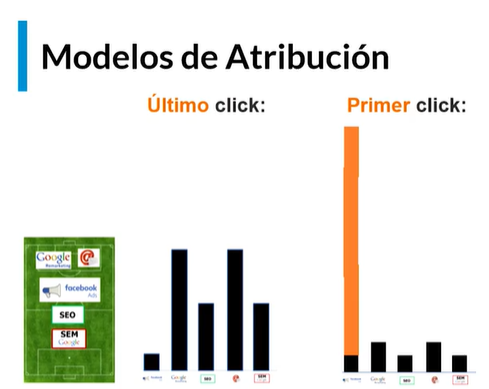 Modelos de Atribución
Último click:
Primer click:
Google
Remarketing
facebook
Ads
SEO
SEM
Google
Google
SEO
SEM
Google
SEO
SEM